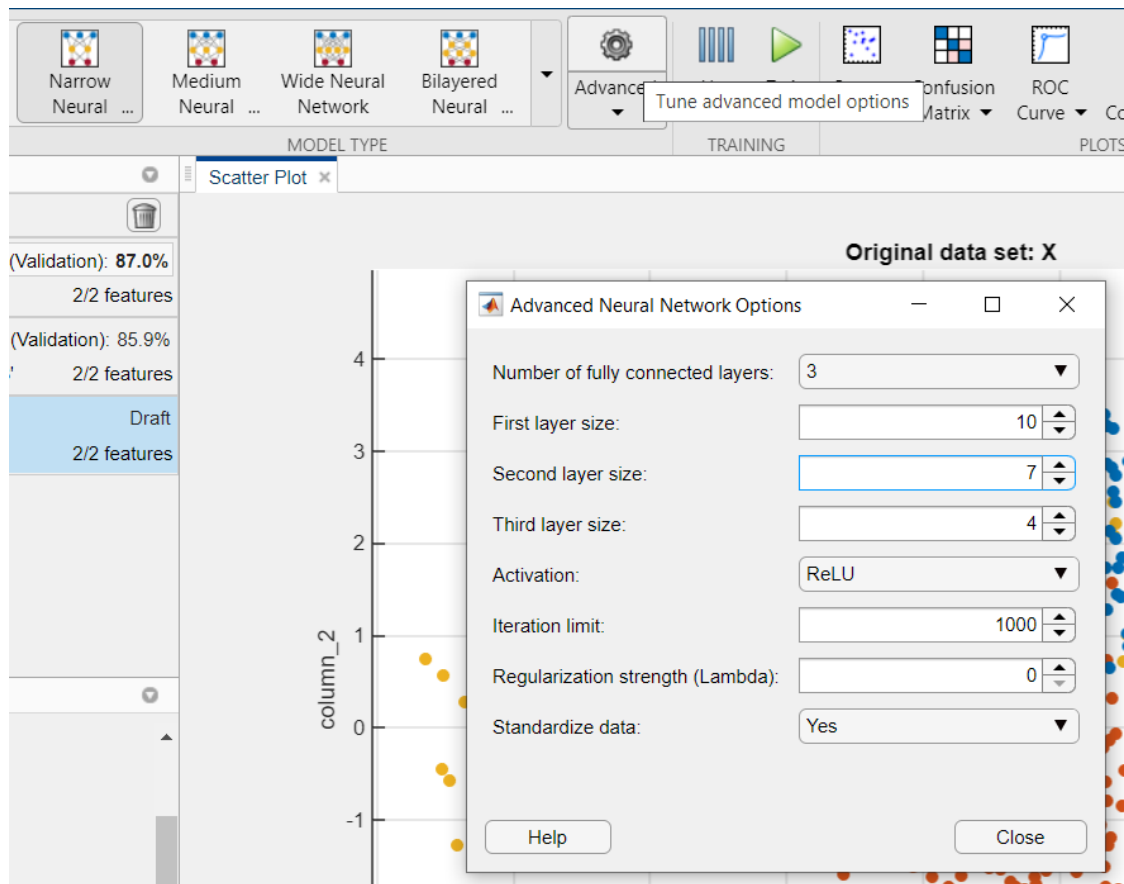 Narrow
Neural ...
Medium
Neural ...
Wide Neural
Network
Bilayered
Neural ...
Advance
Tune advanced model options
onfusion
Matrix
ROC
Curve
Co
MODEL TYPE
TRAINING
PLOTS
Scatter Plot ×
(Validation): 87.0%
2/2 features
(Validation): 85.9%
2/2 features
Draft
2/2 features
Original data set: X
Advanced Neural Network Options
Number of fully connected layers: 3
First layer size: 10
Second layer size: 7
Third layer size: 4
Activation: ReLU
Iteration limit: 1000
Regularization strength (Lambda): 0
Standardize data: Yes
Help
Close
4
3
2
1
0
-1
column_2